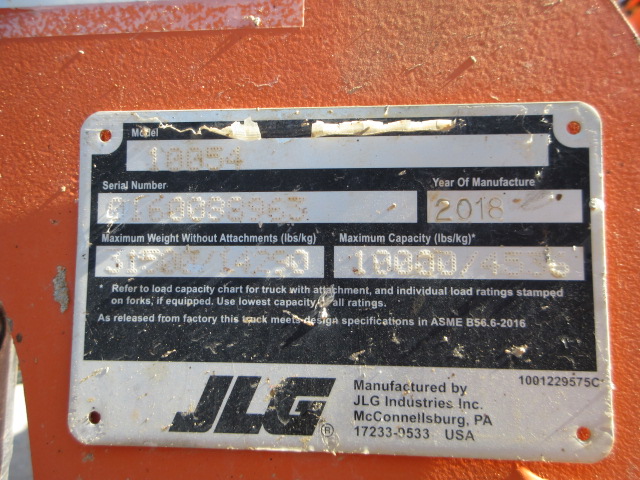 Model
10054
Serial Number
Year Of Manufacture
2018
Maximum Weight Without Attachments (lbs/kg)
Maximum Capacity (lbs/kg)*
10000/4536
* Refer to load capacity chart for truck with attachment, and individual load ratings stamped
on forks, if equipped. Use lowest capacity all ratings.
As released from factory this truck meets design specifications in ASME B56.6-2016
JLG®
Manufactured by
JLG Industries Inc.
McConnellsburg, PA
17233-9533 USA
1001229575C